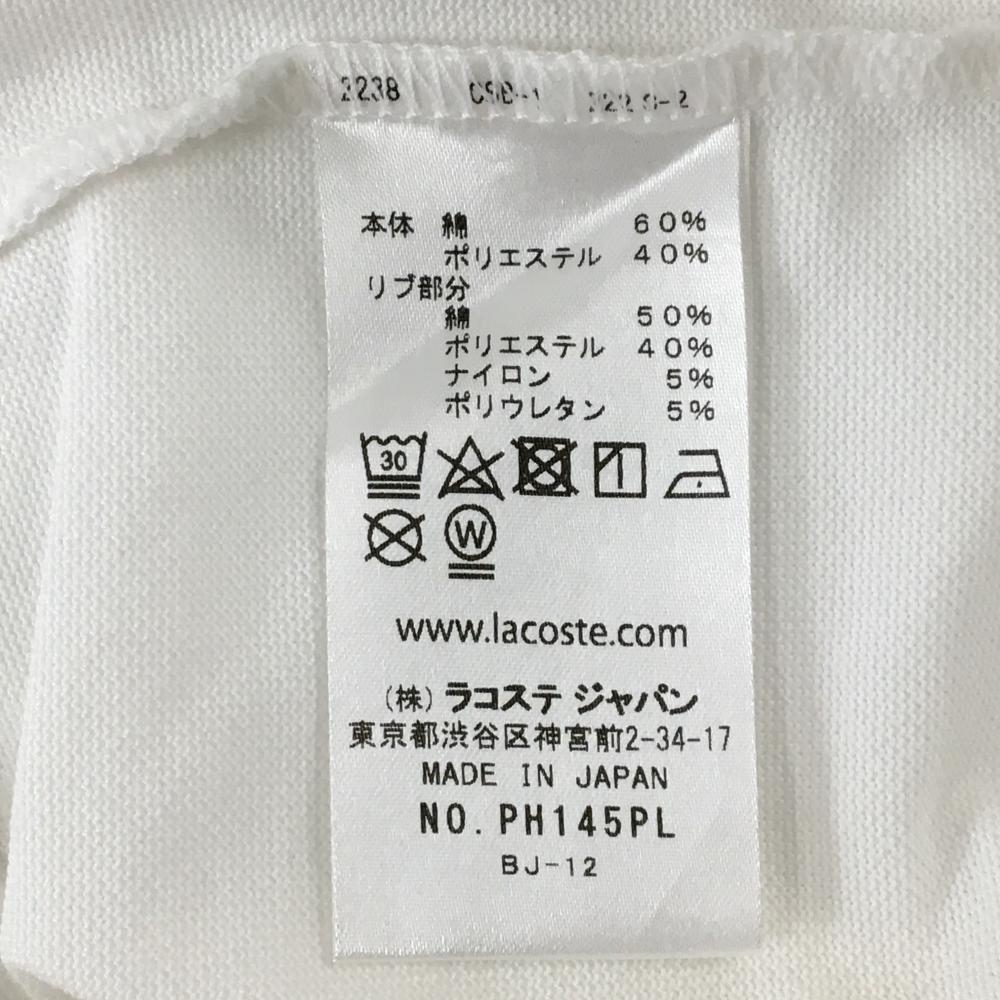 2238
本体 綿 60%
ポリエステル 40%
リブ部分
綿 50%
ポリエステル 40%
ナイロン 5%
ポリウレタン 5%
30
W
www.lacoste.com
(株) ラコステ ジャパン
東京都渋谷区神宮前2-34-17
MADE IN JAPAN
NO. PH145PL
BJ-12